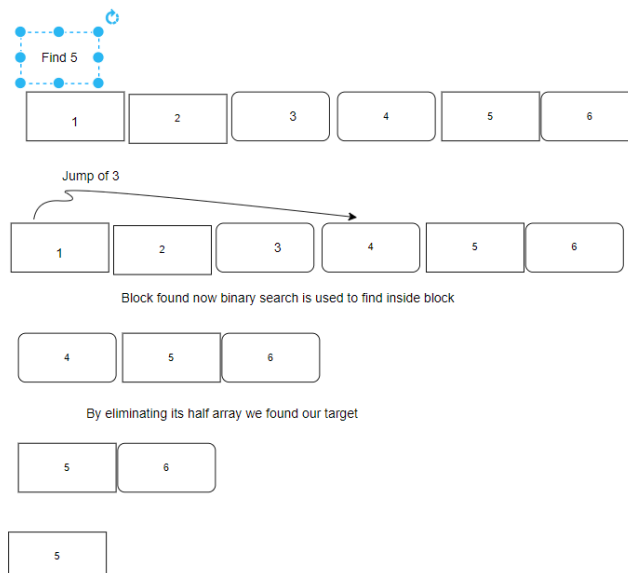 Find 5
1 2 3 4 5 6
Jump of 3
1 2 3 4 5 6
Block found now binary search is used to find inside block
4 5 6
By eliminating its half array we found our target
5 6
5